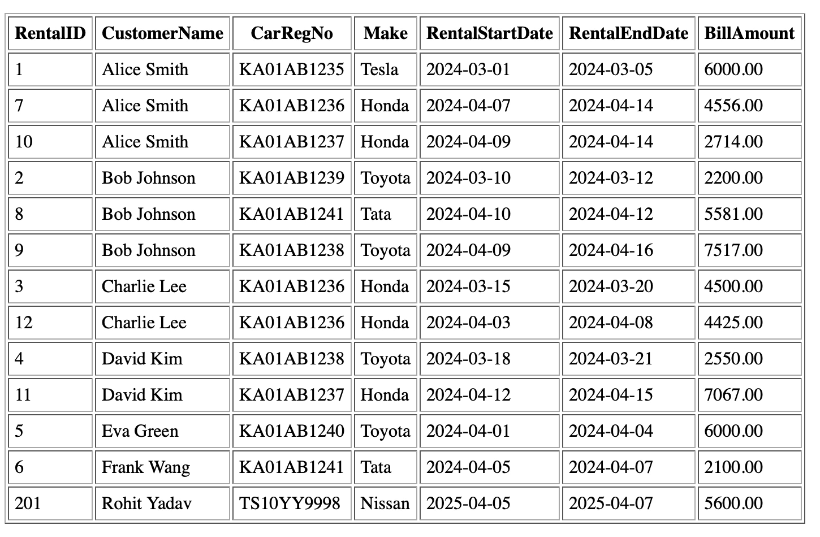 RentalID CustomerName CarRegNo Make RentalStartDate RentalEndDate BillAmount
1 Alice Smith KA01AB1235 Tesla 2024-03-01 2024-03-05 6000.00
7 Alice Smith KA01AB1236 Honda 2024-04-07 2024-04-14 4556.00
10 Alice Smith KA01AB1237 Honda 2024-04-09 2024-04-14 2714.00
2 Bob Johnson KA01AB1239 Toyota 2024-03-10 2024-03-12 2200.00
8 Bob Johnson KA01AB1241 Tata 2024-04-10 2024-04-12 5581.00
9 Bob Johnson KA01AB1238 Toyota 2024-04-09 2024-04-16 7517.00
3 Charlie Lee KA01AB1236 Honda 2024-03-15 2024-03-20 4500.00
12 Charlie Lee KA01AB1236 Honda 2024-04-03 2024-04-08 4425.00
4 David Kim KA01AB1238 Toyota 2024-03-18 2024-03-21 2550.00
11 David Kim KA01AB1237 Honda 2024-04-12 2024-04-15 7067.00
5 Eva Green KA01AB1240 Toyota 2024-04-01 2024-04-04 6000.00
6 Frank Wang KA01AB1241 Tata 2024-04-05 2024-04-07 2100.00
201 Rohit Yadav TS10YY9998 Nissan 2025-04-05 2025-04-07 5600.00